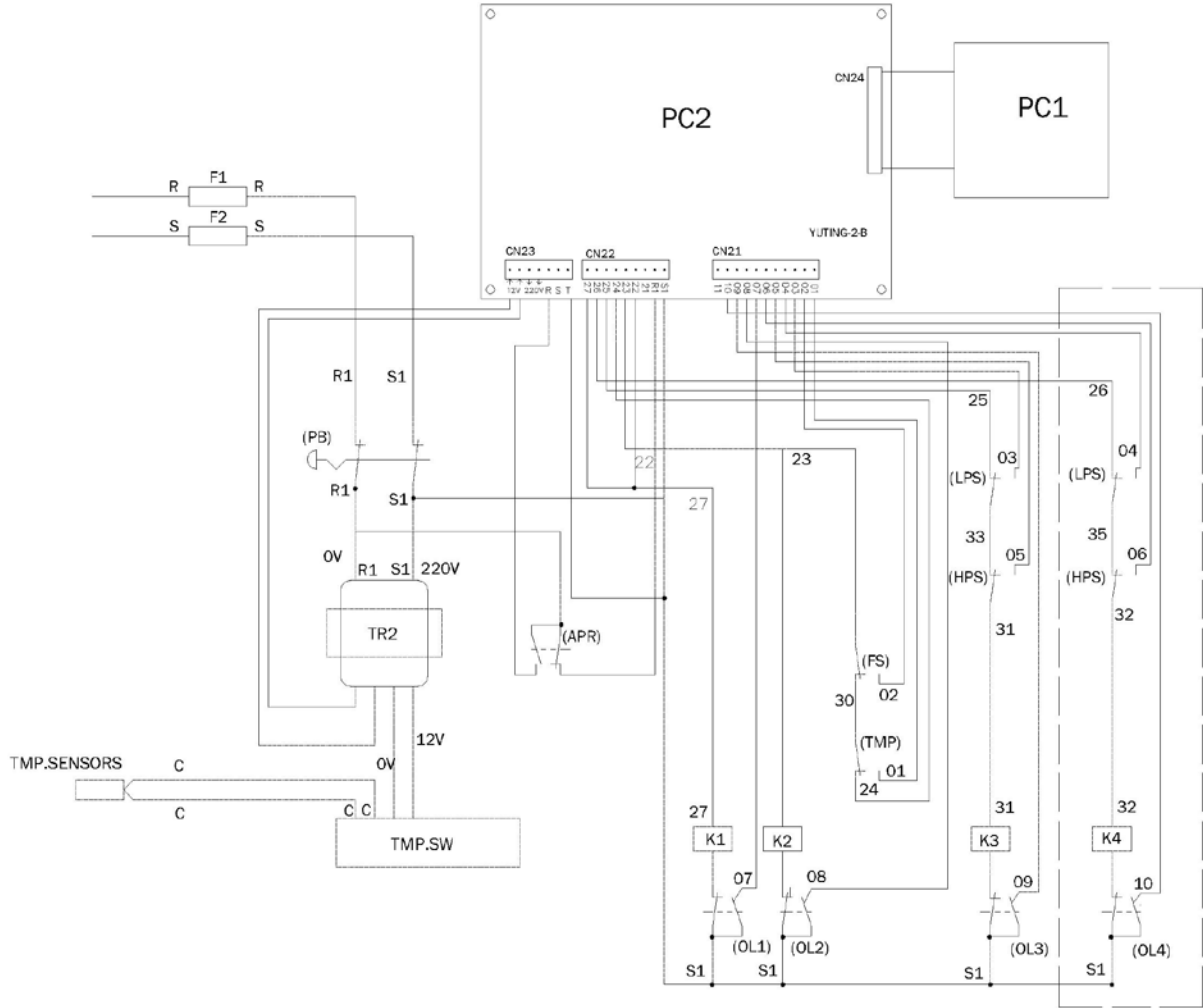 PC2
CN24
PC1
R F1 R
S F2 S
YUTING-2-B
CN23 CN22 CN21
12V 220V R S T
27 26 25 24 23 22 21 R1 S1
11 10 09 08 07 06 05 04 03 02 01
R1 S1
25 26
(PB)
22 23
03 04
(LPS) (LPS)
R1 S1
27
33 35
0V R1 S1 220V
05 06
(HPS) (HPS)
TR2
(APR)
31 32
(FS)
30 02
12V
(TMP)
0V
01
24
TMP.SENSORS C
C
C C
27 31 32
TMP.SW
K1 K2 K3 K4
07 08 09 10
(OL1) (OL2) (OL3) (OL4)
S1 S1 S1 S1